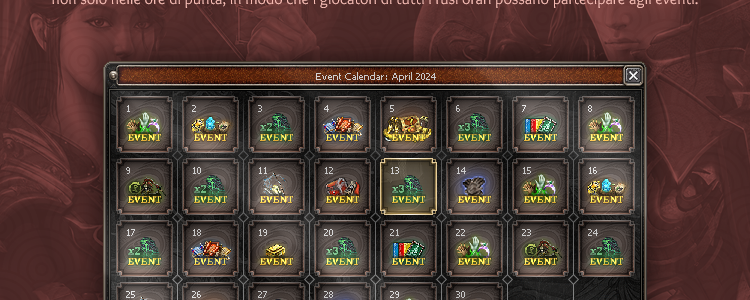 non solo nelle ore di punta, in modo che i giocatori di tutti i fusi orari possano partecipare agli eventi.
Event Calendar: April 2024
1 2 3 4 5 6 7 8
EVENT EVENT x2 EVENT EVENT EVENT x3 EVENT EVENT EVENT
9 10 11 12 13 14 15 16
EVENT x2 EVENT EVENT EVENT x3 EVENT EVENT EVENT EVENT
17 18 19 20 21 22 23 24
x2 EVENT EVENT EVENT x3 EVENT EVENT EVENT EVENT x2 EVENT
25 26 27 28 29 30